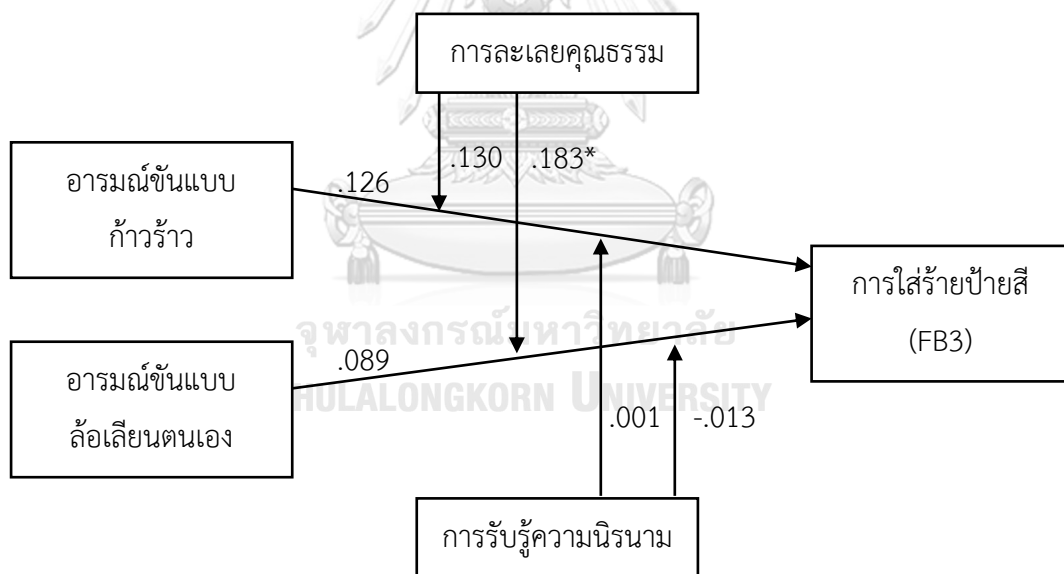 การละเลยคุณธรรม
.130 .183*
อารมณ์ขันแบบ
ก้าวร้าว
.126
การใส่ร้ายป้ายสี
(FB3)
จุฬาลงกรณ์มหาวิทยาลัย
CHULALONGKORN UNIVERSITY
อารมณ์ขันแบบ
ล้อเลียนตนเอง
.089
.001 -.013
การรับรู้ความนิรนาม